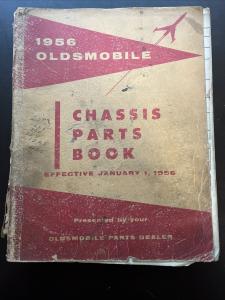 1956
OLDSMOBILE
CHASSIS
PARTS
BOOK
EFFECTIVE JANUARY 1, 1956
Presented by your
OLDSMOBILE PARTS DEALER